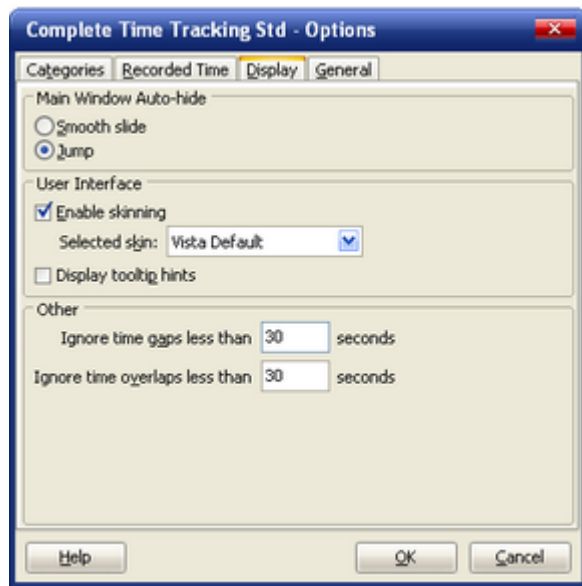 Complete Time Tracking Std - Options
Categories Recorded Time Display General
Main Window Auto-hide
Smooth slide
Jump
User Interface
Enable skinning
Selected skin: Vista Default
Display tooltip hints
Other
Ignore time gaps less than 30 seconds
Ignore time overlaps less than 30 seconds
Help OK Cancel